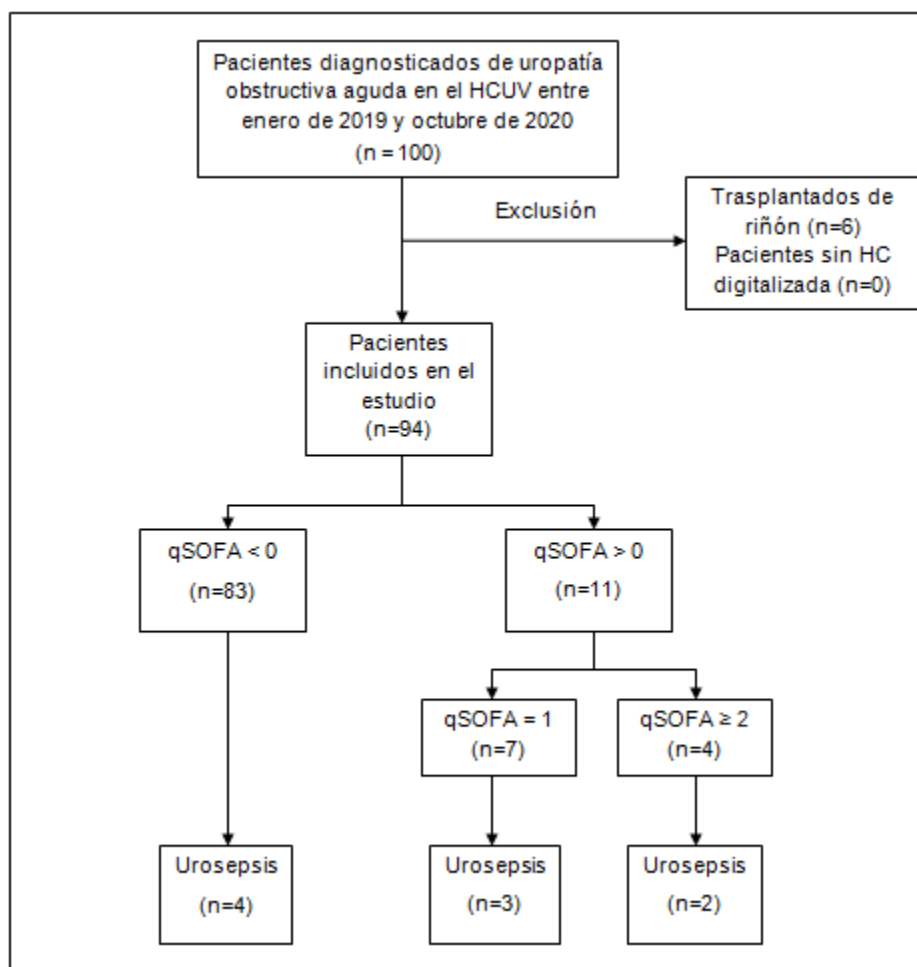 Pacientes diagnosticados de uropatía
obstructiva aguda en el HCUV entre
enero de 2019 y octubre de 2020
(n = 100)
Exclusión
Trasplantados de
riñón (n=6)
Pacientes sin HC
digitalizada (n=0)
Pacientes
incluidos en el
estudio
(n=94)
qSOFA < 0
(n=83)
qSOFA > 0
(n=11)
qSOFA = 1
(n=7)
qSOFA ≥ 2
(n=4)
Urosepsis
(n=4)
Urosepsis
(n=3)
Urosepsis
(n=2)